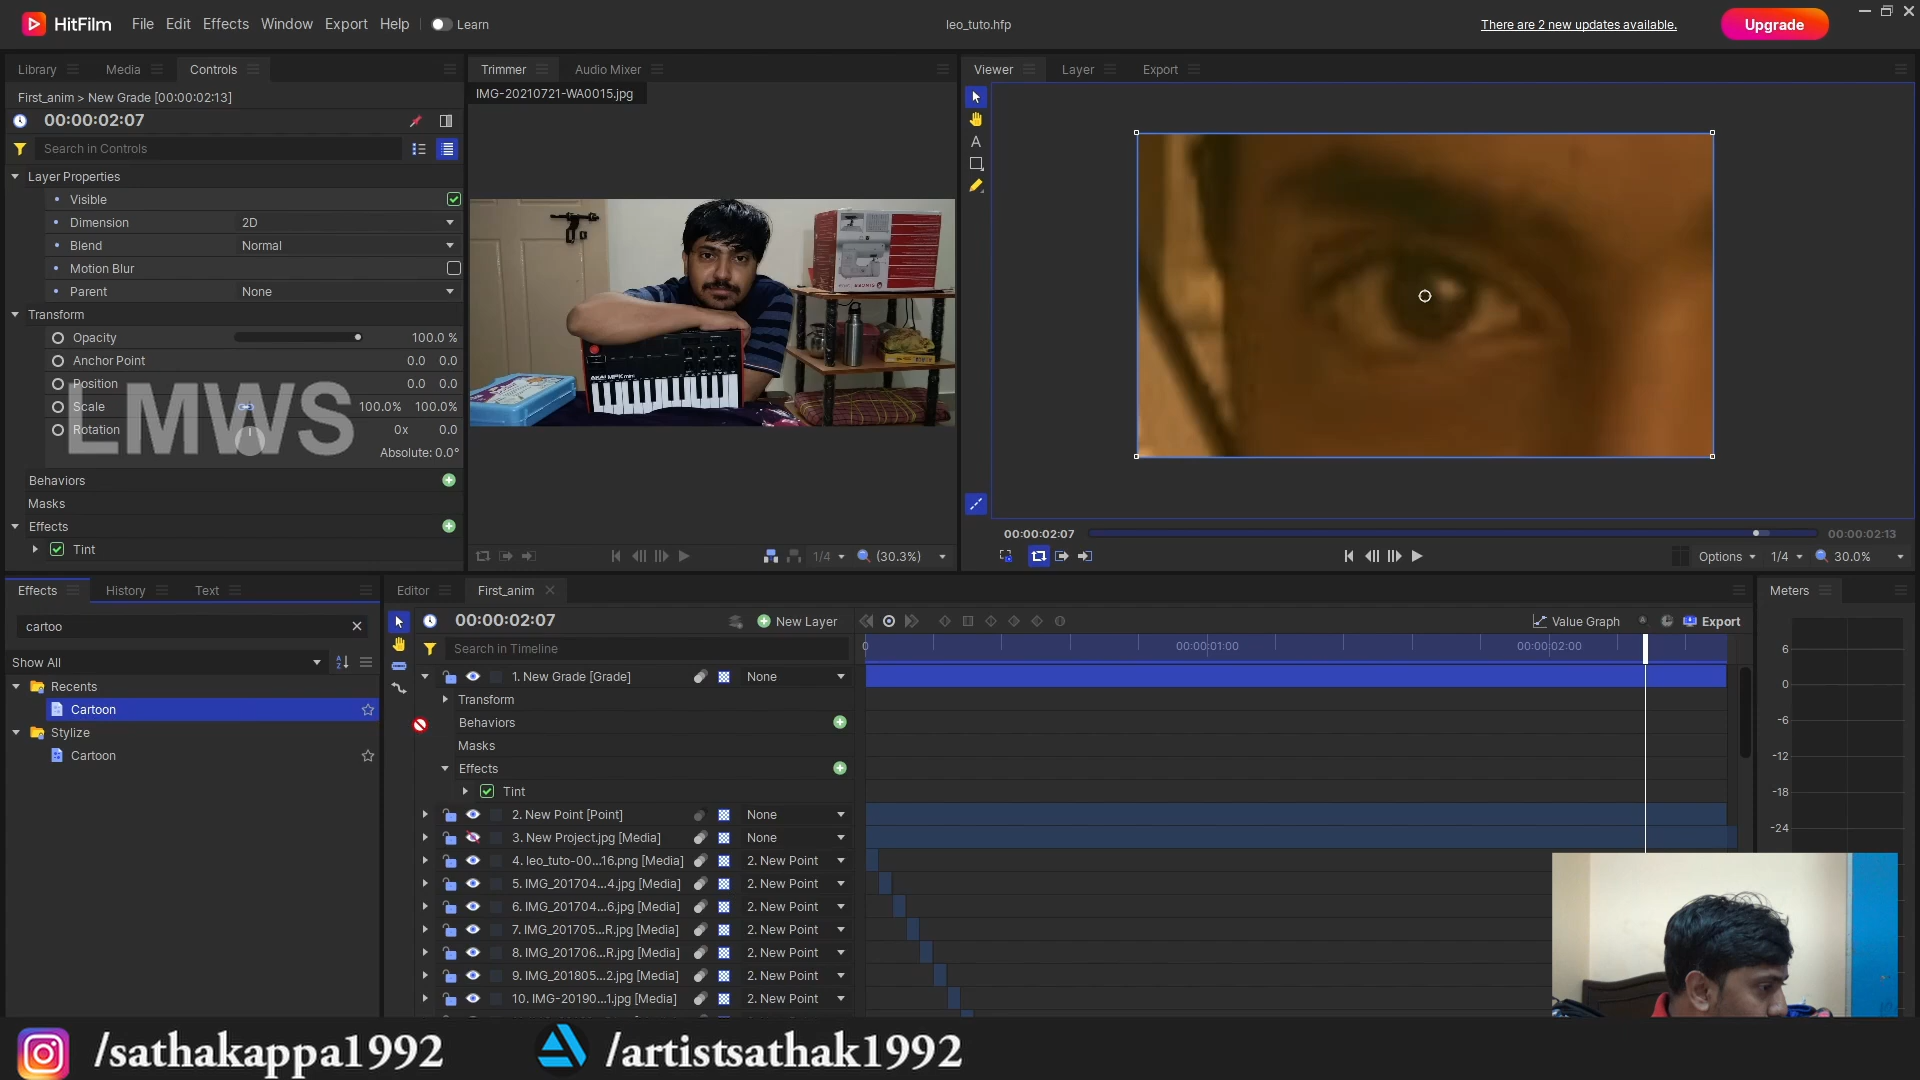 HitFilm File Edit Effects Window Export Help Learn leo_tuto.hfp There are 2 new updates available. Upgrade
Library Media Controls
First_anim > New Grade [00:00:02:13]
00:00:02:07
Search in Controls
Layer Properties
Visible
Dimension 2D
Blend Normal
Motion Blur
Parent None
Transform
Opacity 100.0 %
Anchor Point 0.0 0.0
Position 0.0 0.0
Scale 100.0% 100.0%
Rotation 0x 0.0
Absolute: 0.0°
LMWS
Behaviors
Masks
Effects
Tint
Trimmer Audio Mixer
IMG-20210721-WA0015.jpg
AKAI MPK mini
1/4 (30.3%)
Viewer Layer Export
A
00:00:02:07 00:00:02:13
Options 1/4 30.0%
Effects History Text
cartoo
Show All
Recents
Cartoon
Stylize
Cartoon
Editor First_anim
00:00:02:07 New Layer Value Graph Export
Search in Timeline
0 00:00:01:00 00:00:02:00
1. New Grade [Grade] None
Transform
Behaviors
Masks
Effects
Tint
2. New Point [Point] None
3. New Project.jpg [Media] None
4. leo_tuto-00...16.png [Media] 2. New Point
5. IMG_201704...4.jpg [Media] 2. New Point
6. IMG_201704...6.jpg [Media] 2. New Point
7. IMG_201705...R.jpg [Media] 2. New Point
8. IMG_201706...R.jpg [Media] 2. New Point
9. IMG_201805...2.jpg [Media] 2. New Point
10. IMG-20190...1.jpg [Media] 2. New Point
Meters
6
0
-6
-12
-18
-24
/sathakappa1992 /artistsathak1992